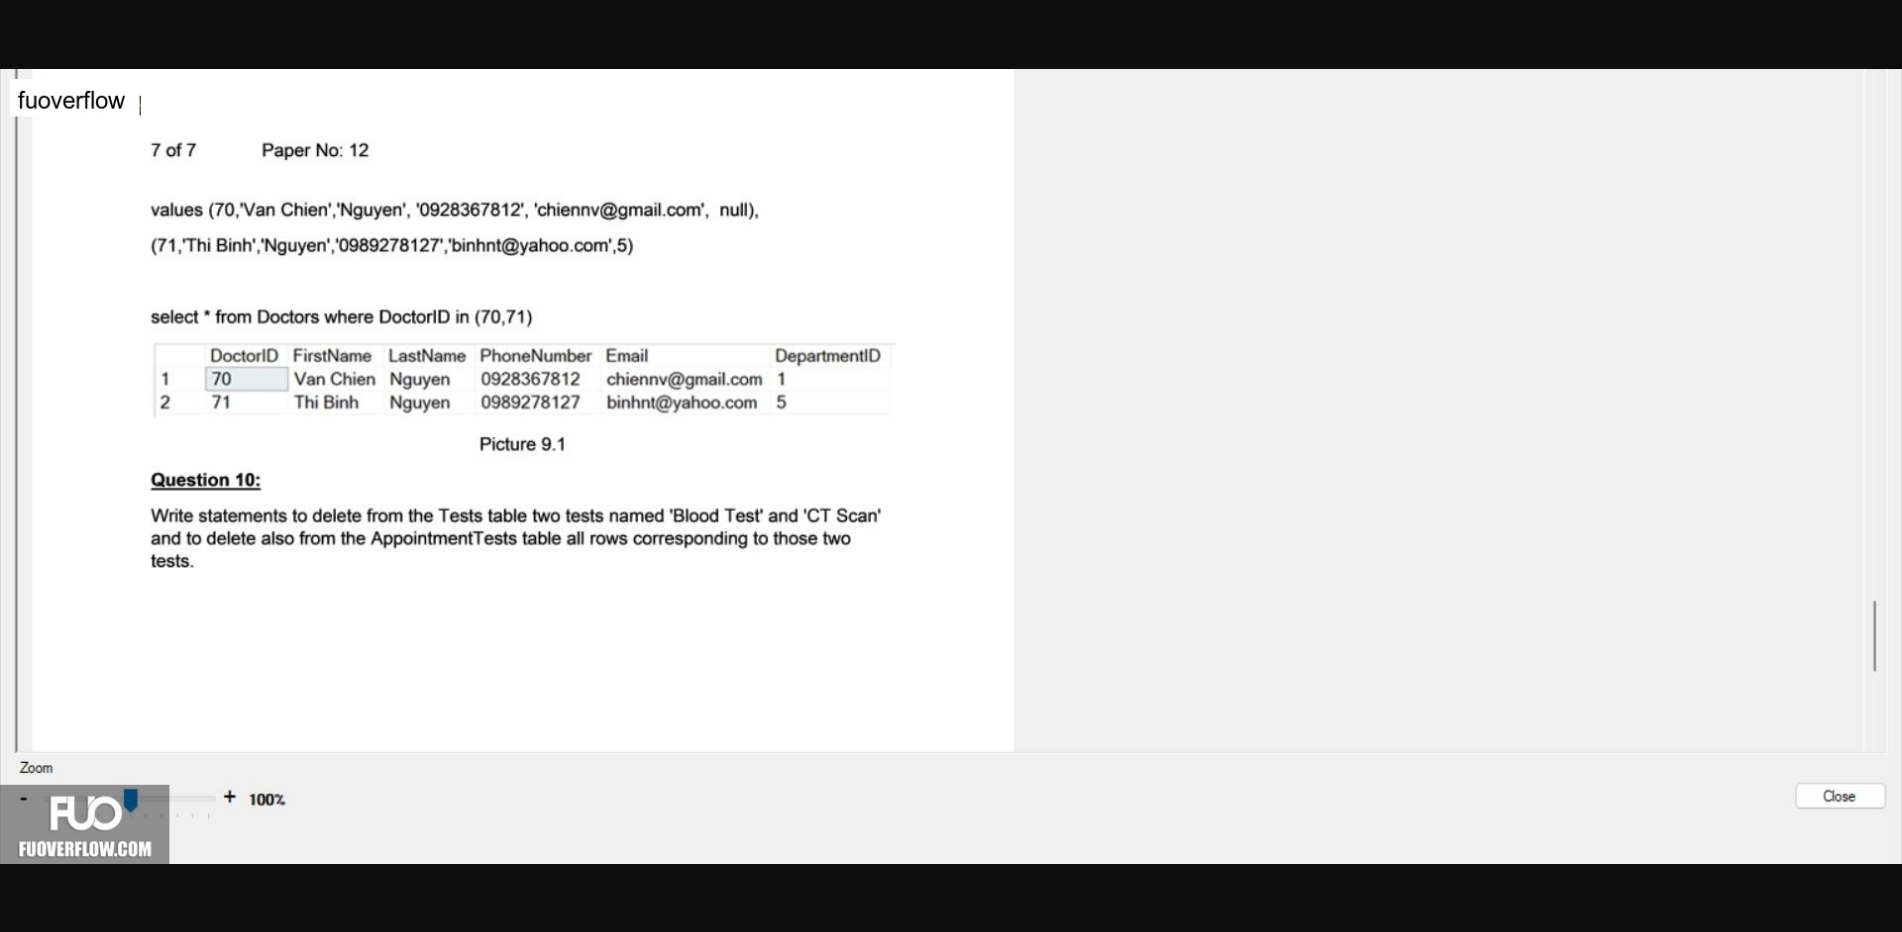 fuoverflow
7 of 7 Paper No: 12
values (70,'Van Chien','Nguyen', '0928367812', 'chiennv@gmail.com', null),
(71,'Thi Binh','Nguyen','0989278127','binhnt@yahoo.com',5)
select * from Doctors where DoctorID in (70,71)
DoctorID FirstName LastName PhoneNumber Email DepartmentID
1 70 Van Chien Nguyen 0928367812 chiennv@gmail.com 1
2 71 Thi Binh Nguyen 0989278127 binhnt@yahoo.com 5
Picture 9.1
Question 10:
Write statements to delete from the Tests table two tests named 'Blood Test' and 'CT Scan'
and to delete also from the AppointmentTests table all rows corresponding to those two
tests.
Zoom
- + 100%
Close
FUO
FUOVERFLOW.COM